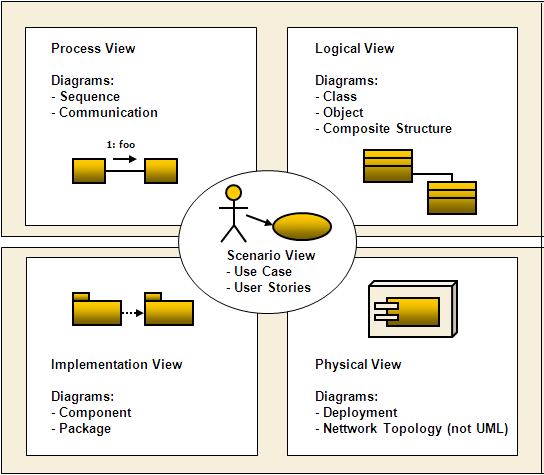 Process View
Diagrams:
- Sequence
- Communication
1: foo
Logical View
Diagrams:
- Class
- Object
- Composite Structure
Scenario View
- Use Case
- User Stories
Implementation View
Diagrams:
- Component
- Package
Physical View
Diagrams:
- Deployment
- Nettwork Topology (not UML)